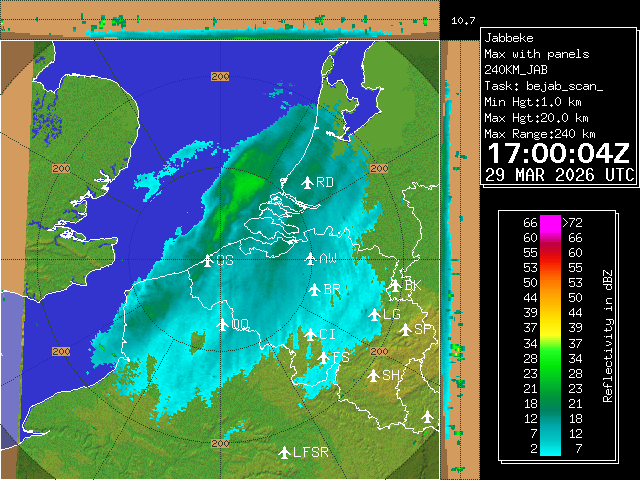 10.7
Jabbeke
Max with panels
240KM_JAB
Task: bejab_scan_
Min Hgt:1.0 km
Max Hgt:20.0 km
Max Range:240 km
17:00:04Z
29 MAR 2026 UTC
200
200
200
RD
OS
AW
BR
BK
LG
SP
QQ
CI
FS
SH
200
200
200
LFSR
66 >72
60 66
55 60
53 55
50 53
44 50
39 44
37 39
34 37
28 34
23 28
21 23
18 21
12 18
7 12
2 7
Reflectivity in dBZ